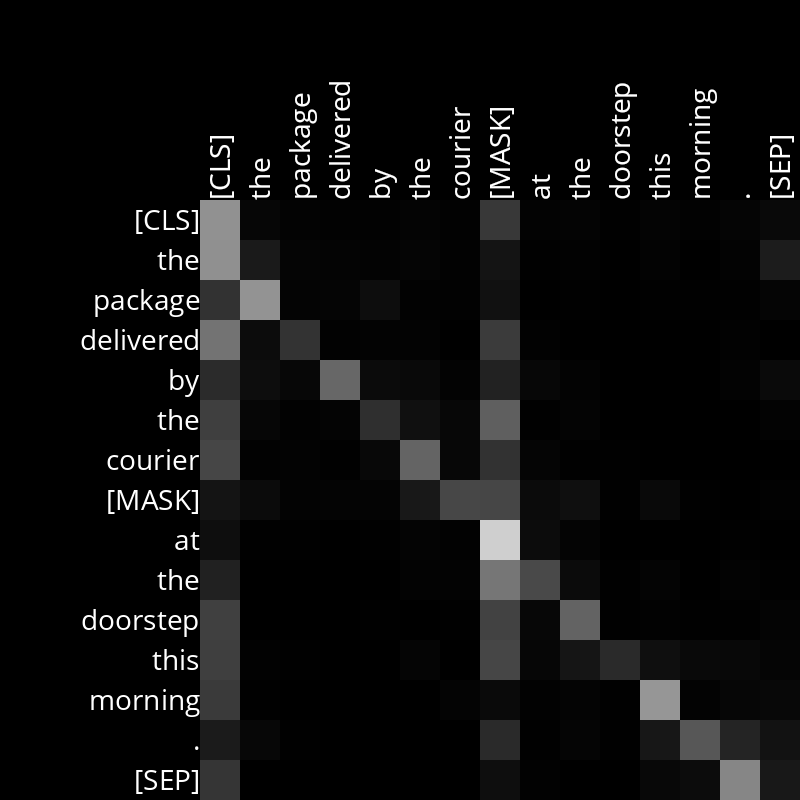 [CLS] the package delivered by the courier [MASK] at the doorstep this morning . [SEP]
[CLS]
the
package
delivered
by
the
courier
[MASK]
at
the
doorstep
this
morning
.
[SEP]